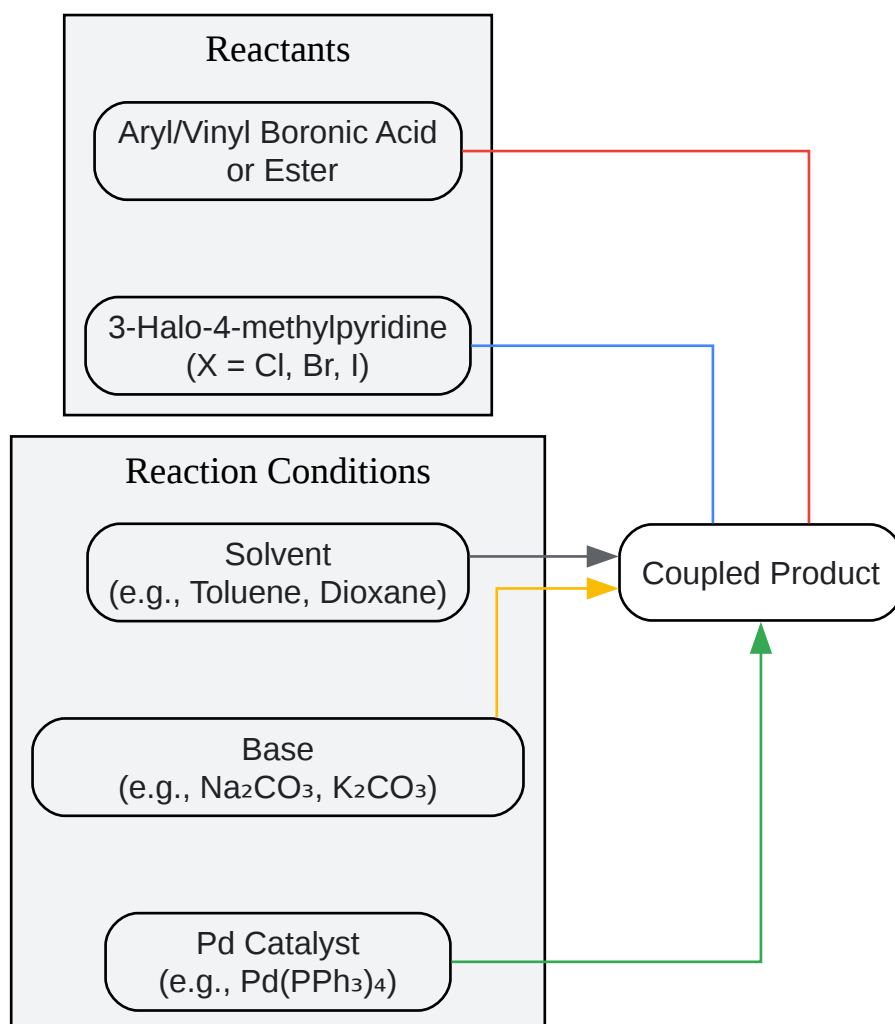 Reactants
Aryl/Vinyl Boronic Acid
or Ester
3-Halo-4-methylpyridine
(X = Cl, Br, I)
Reaction Conditions
Solvent
(e.g., Toluene, Dioxane)
Coupled Product
Base
(e.g., Na₂CO₃, K₂CO₃)
Pd Catalyst
(e.g., Pd(PPh₃)₄)